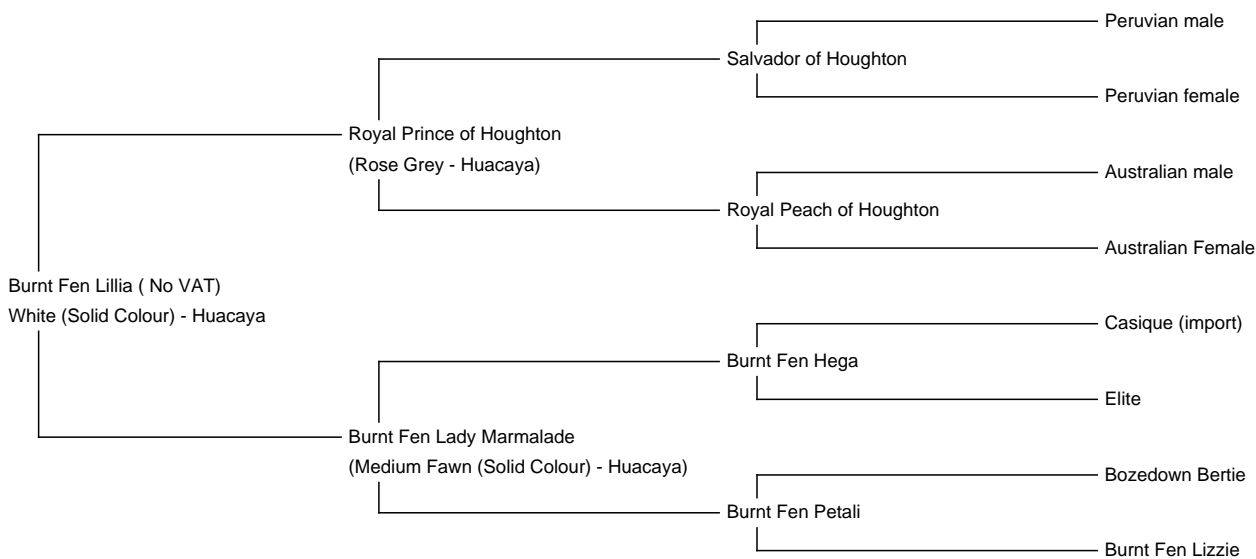 Peruvian male
Salvador of Houghton
Peruvian female
Royal Prince of Houghton
(Rose Grey - Huacaya)
Australian male
Royal Peach of Houghton
Australian Female
Burnt Fen Lillia ( No VAT)
White (Solid Colour) - Huacaya
Casique (import)
Burnt Fen Hega
Elite
Burnt Fen Lady Marmalade
(Medium Fawn (Solid Colour) - Huacaya)
Bozedown Bertie
Burnt Fen Petali
Burnt Fen Lizzie